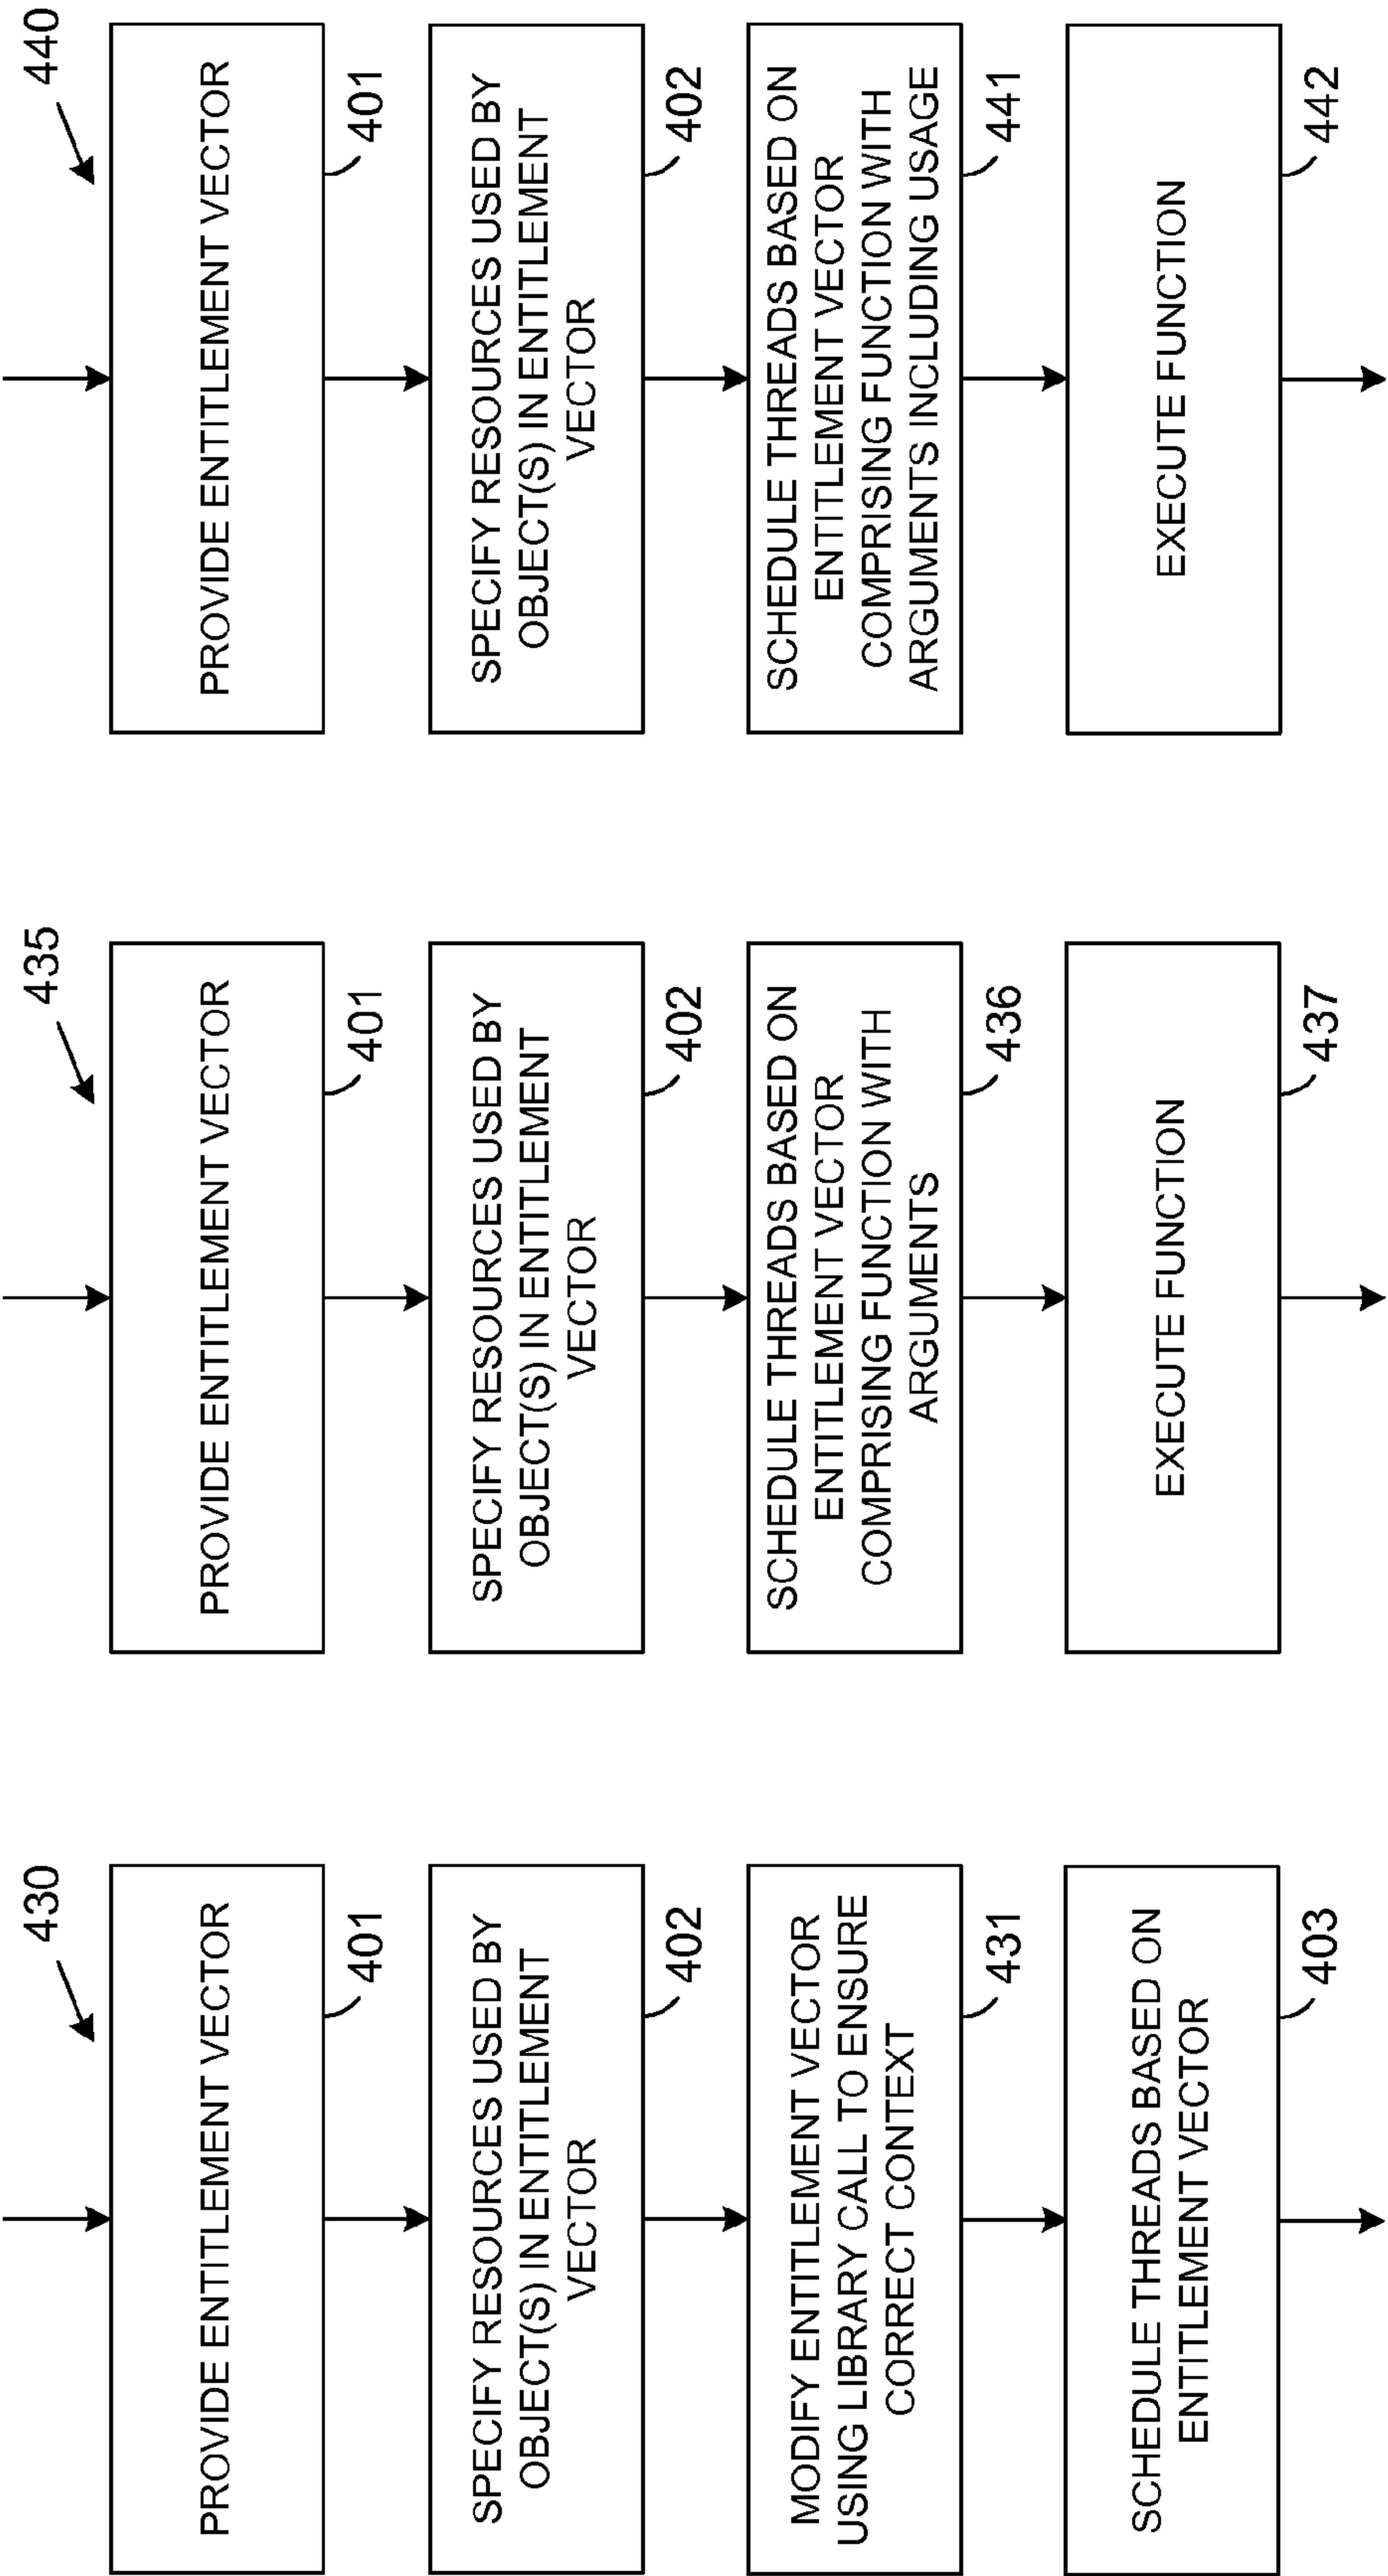 430
PROVIDE ENTITLEMENT VECTOR
401
SPECIFY RESOURCES USED BY
OBJECT(S) IN ENTITLEMENT
VECTOR
402
MODIFY ENTITLEMENT VECTOR
USING LIBRARY CALL TO ENSURE
CORRECT CONTEXT
431
SCHEDULE THREADS BASED ON
ENTITLEMENT VECTOR
403
435
PROVIDE ENTITLEMENT VECTOR
401
SPECIFY RESOURCES USED BY
OBJECT(S) IN ENTITLEMENT
VECTOR
402
SCHEDULE THREADS BASED ON
ENTITLEMENT VECTOR
COMPRISING FUNCTION WITH
ARGUMENTS
436
EXECUTE FUNCTION
437
440
PROVIDE ENTITLEMENT VECTOR
401
SPECIFY RESOURCES USED BY
OBJECT(S) IN ENTITLEMENT
VECTOR
402
SCHEDULE THREADS BASED ON
ENTITLEMENT VECTOR
COMPRISING FUNCTION WITH
ARGUMENTS INCLUDING USAGE
441
EXECUTE FUNCTION
442